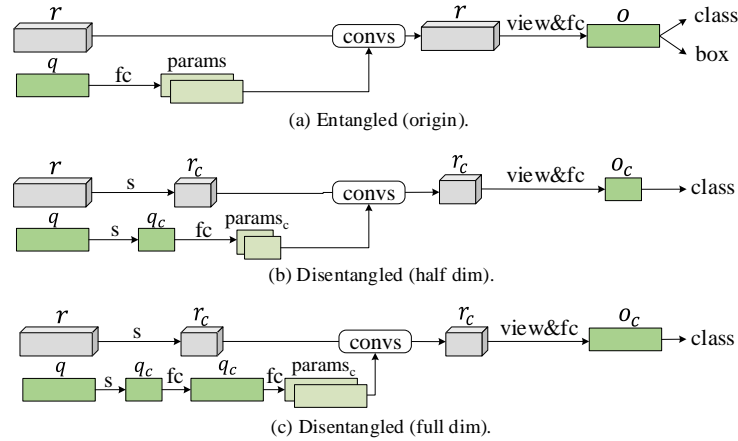 r r o class
convs view&fc
q params box
fc
(a) Entangled (origin).
r r_c r_c o_c
s convs view&fc class
q q_c params_c
s fc
(b) Disentangled (half dim).
r r_c r_c o_c
s convs view&fc class
q q_c q_c params_c
s fc fc
(c) Disentangled (full dim).